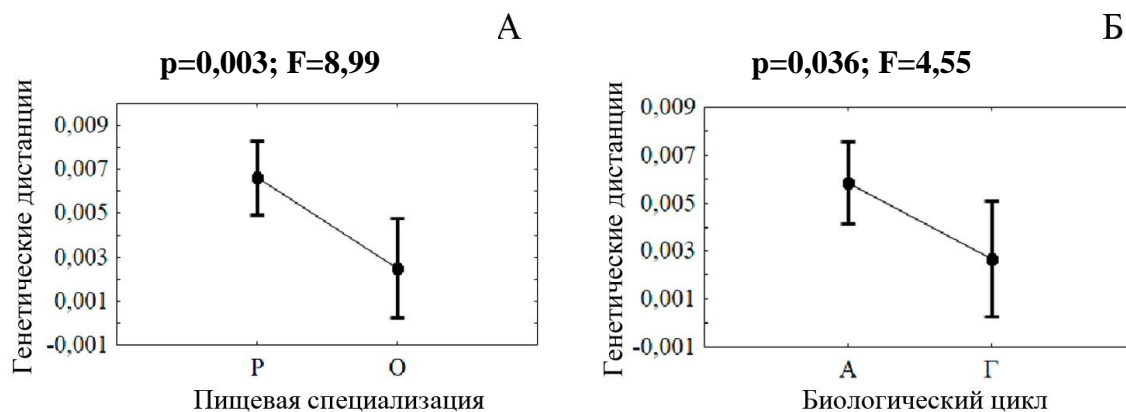 А
p=0,003; F=8,99
Генетические дистанции
0,009
0,007
0,005
0,003
0,001
-0,001
Р
О
Пищевая специализация
Б
p=0,036; F=4,55
Генетические дистанции
0,009
0,007
0,005
0,003
0,001
-0,001
А
Г
Биологический цикл